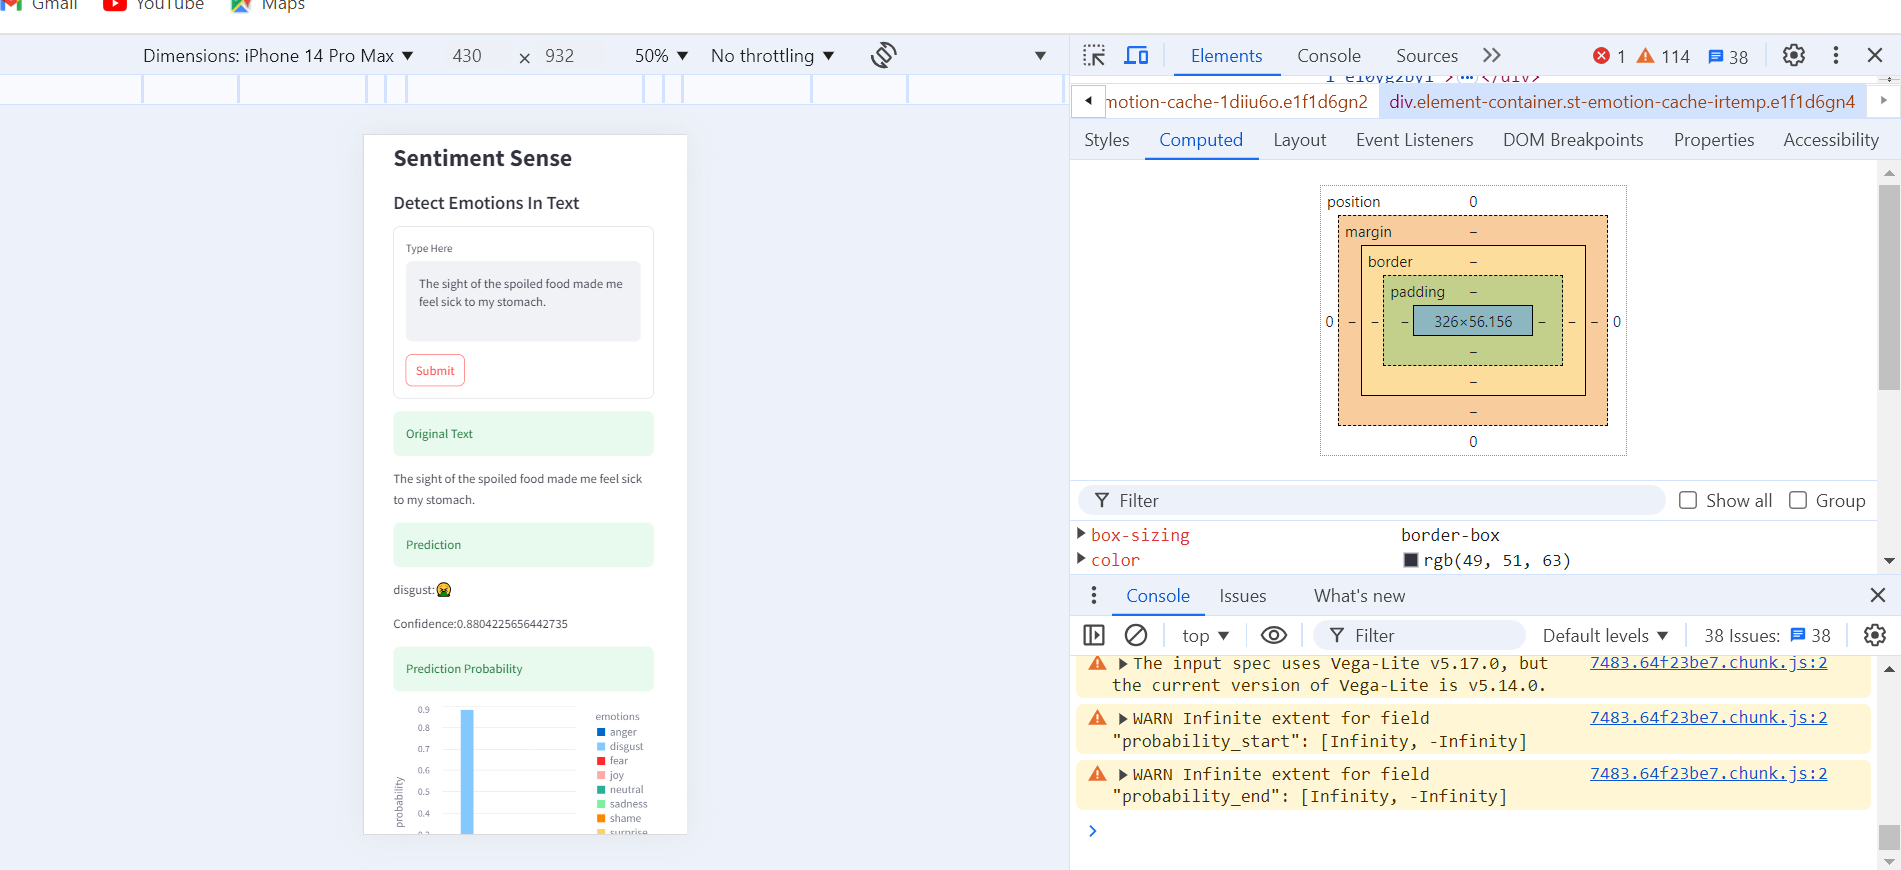 Gmail YouTube Maps
Dimensions: iPhone 14 Pro Max ▼ 430 × 932 50% ▼ No throttling ▼
Elements Console Sources 1 114 38
motion-cache-1diiu6o.e1f1d6gn2 div.element-container.st-emotion-cache-irtemp.e1f1d6gn4
Styles Computed Layout Event Listeners DOM Breakpoints Properties Accessibility
position 0
margin –
border –
padding –
0 – – – 326×56.156 – – – 0
–
–
–
0
Filter Show all Group
box-sizing border-box
color rgb(49, 51, 63)
Console Issues What's new
top ▼ Filter Default levels ▼ 38 Issues: 38
The input spec uses Vega-Lite v5.17.0, but 7483.64f23be7.chunk.js:2
the current version of Vega-Lite is v5.14.0.
WARN Infinite extent for field 7483.64f23be7.chunk.js:2
"probability_start": [Infinity, -Infinity]
WARN Infinite extent for field 7483.64f23be7.chunk.js:2
"probability_end": [Infinity, -Infinity]
Sentiment Sense
Detect Emotions In Text
Type Here
The sight of the spoiled food made me
feel sick to my stomach.
Submit
Original Text
The sight of the spoiled food made me feel sick
to my stomach.
Prediction
disgust:🤮
Confidence:0.8804225656442735
Prediction Probability
0.9
0.8
0.7
0.6
0.5
0.4
0.3
probability
emotions
anger
disgust
fear
joy
neutral
sadness
shame
surprise